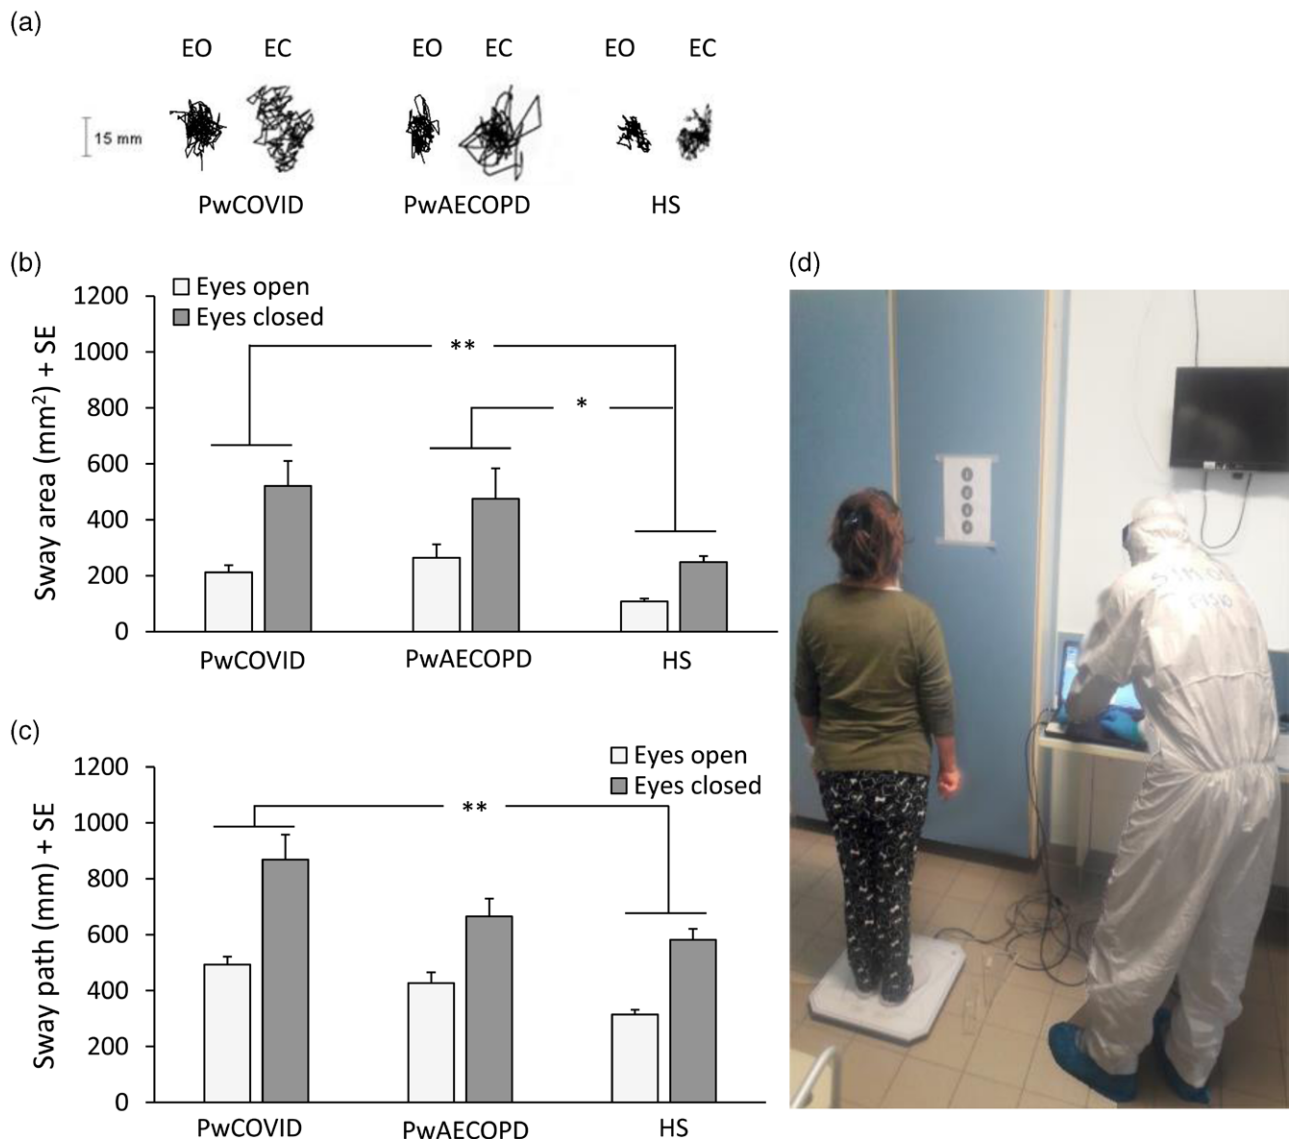 (a)
EO EC EO EC EO EC
15 mm
PwCOVID PwAECOPD HS
(b)
Eyes open
Eyes closed
**
*
Sway area (mm²) + SE
1200
1000
800
600
400
200
0
PwCOVID PwAECOPD HS
(c)
Eyes open
Eyes closed
**
Sway path (mm) + SE
1200
1000
800
600
400
200
0
PwCOVID PwAECOPD HS
(d)